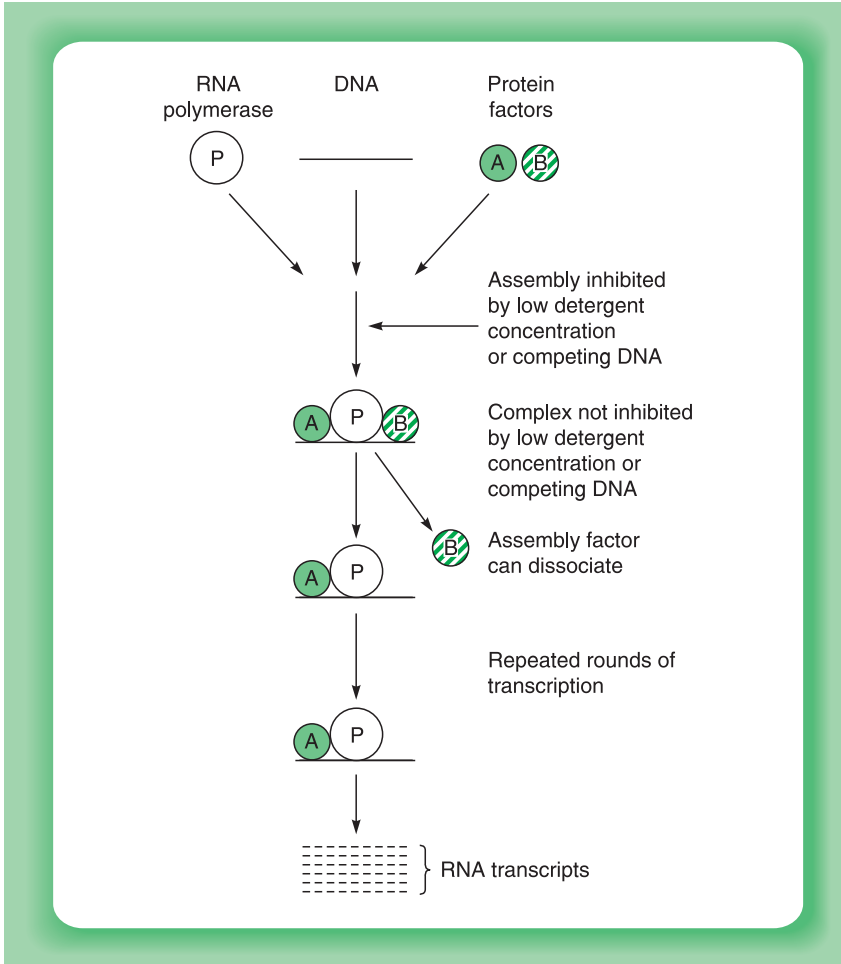 RNA
polymerase
DNA
Protein
factors
P
A
B
Assembly inhibited
by low detergent
concentration
or competing DNA
A
P
B
Complex not inhibited
by low detergent
concentration or
competing DNA
B
Assembly factor
can dissociate
A
P
Repeated rounds of
transcription
A
P
RNA transcripts